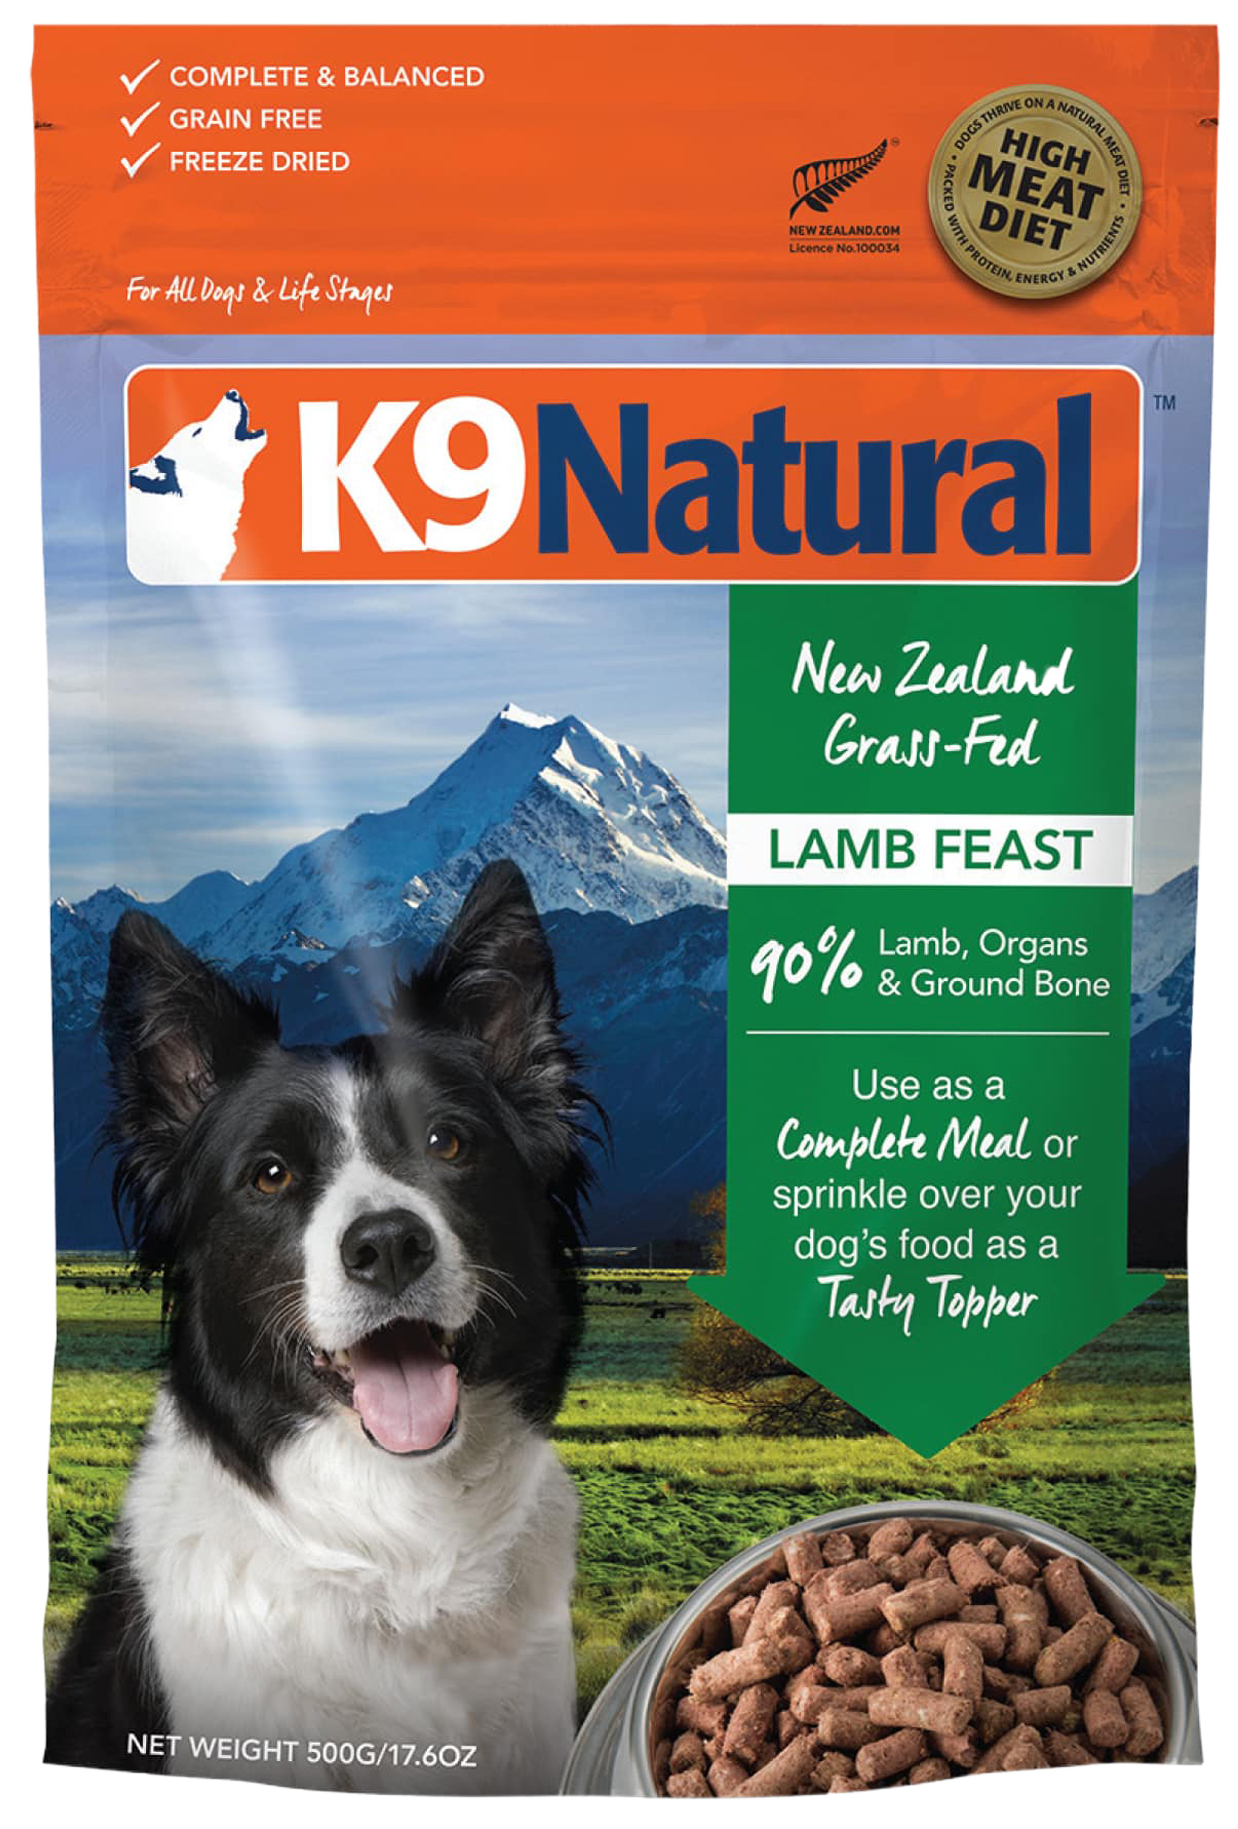 COMPLETE & BALANCED
GRAIN FREE
FREEZE DRIED
For All Dogs & Life Stages
NEW ZEALAND.COM
Licence No.100034
TM
DOGS THRIVE ON A NATURAL MEAT DIET
HIGH
MEAT
DIET
PACKED WITH PROTEIN, ENERGY & NUTRIENTS
K9Natural
TM
New Zealand
Grass-Fed
LAMB FEAST
90% Lamb, Organs
& Ground Bone
Use as a
Complete Meal or
sprinkle over your
dog's food as a
Tasty Topper
NET WEIGHT 500G/17.6OZ